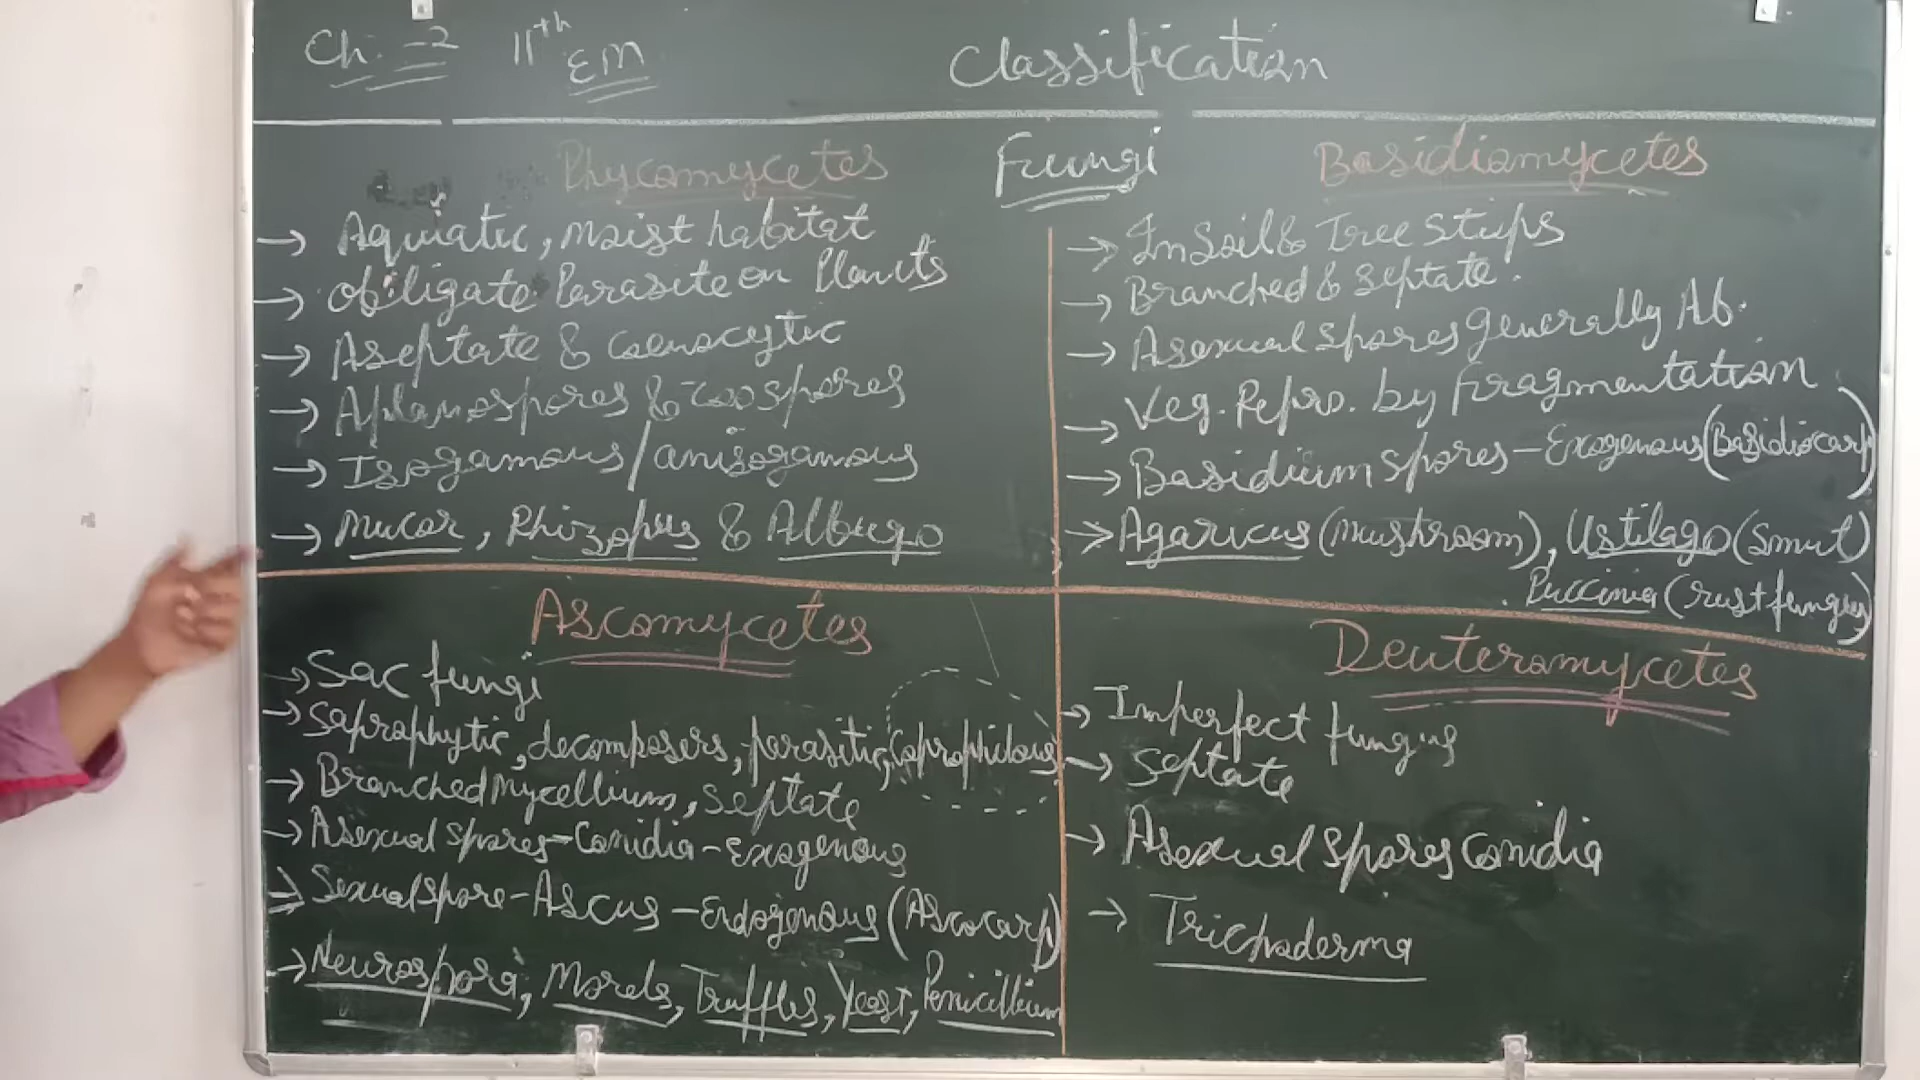 Ch: -2 11th EM Classification
Fungi
Phycomycetes
→ Aquatic, moist habitat
→ obligate Parasite on Plants
→ Aseptate & coenocytic
→ Aplanospores & zoospores
→ Isogamous/anisogamous
→ Mucor, Rhizopus & Albugo
Basidiomycetes
→ In Soil & Tree Stups
→ Branched & Septate.
→ Asexual spores generally Ab.
→ Veg. Repro. by fragmentation
→ Basidium spores - Exogenous (Basidiocarp)
→ Agaricus (mushroom), Ustilago (Smut)
Puccinia (rust fungus)
Ascomycetes
→ Sac fungi
→ Saprophytic, decomposers, parasitic, Coprophilous
→ Branched Mycellium, Septate
→ Asexual spores - Conidia - Exogenous
→ Sexual spore - Ascus - Endogenous (Ascocarp)
→ Neurospora, Morels, Truffles, Yeast, Penicillium
Deuteromycetes
→ Imperfect fungus
→ Septate
→ Asexual spores Conidia
→ Trichoderma